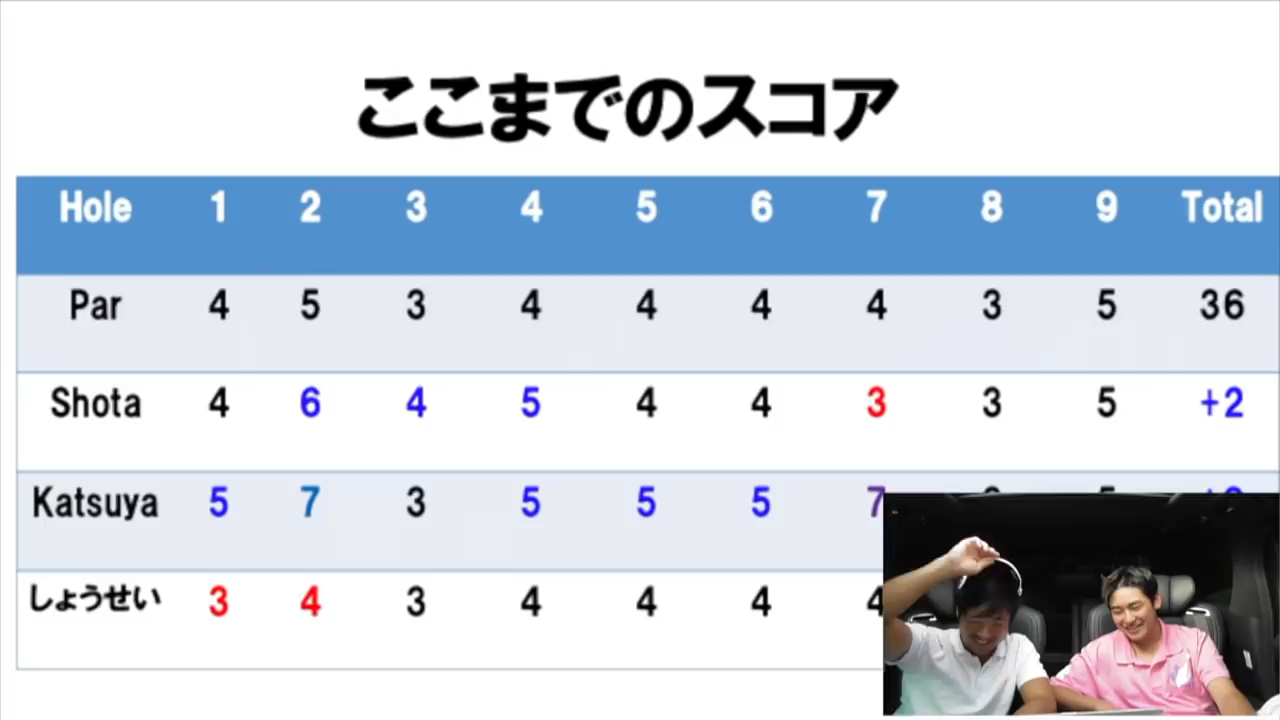 ここまでのスコア
Hole 1 2 3 4 5 6 7 8 9 Total
Par 4 5 3 4 4 4 4 3 5 36
Shota 4 6 4 5 4 4 3 3 5 +2
Katsuya 5 7 3 5 5 5 7
しょうせい 3 4 3 4 4 4 4